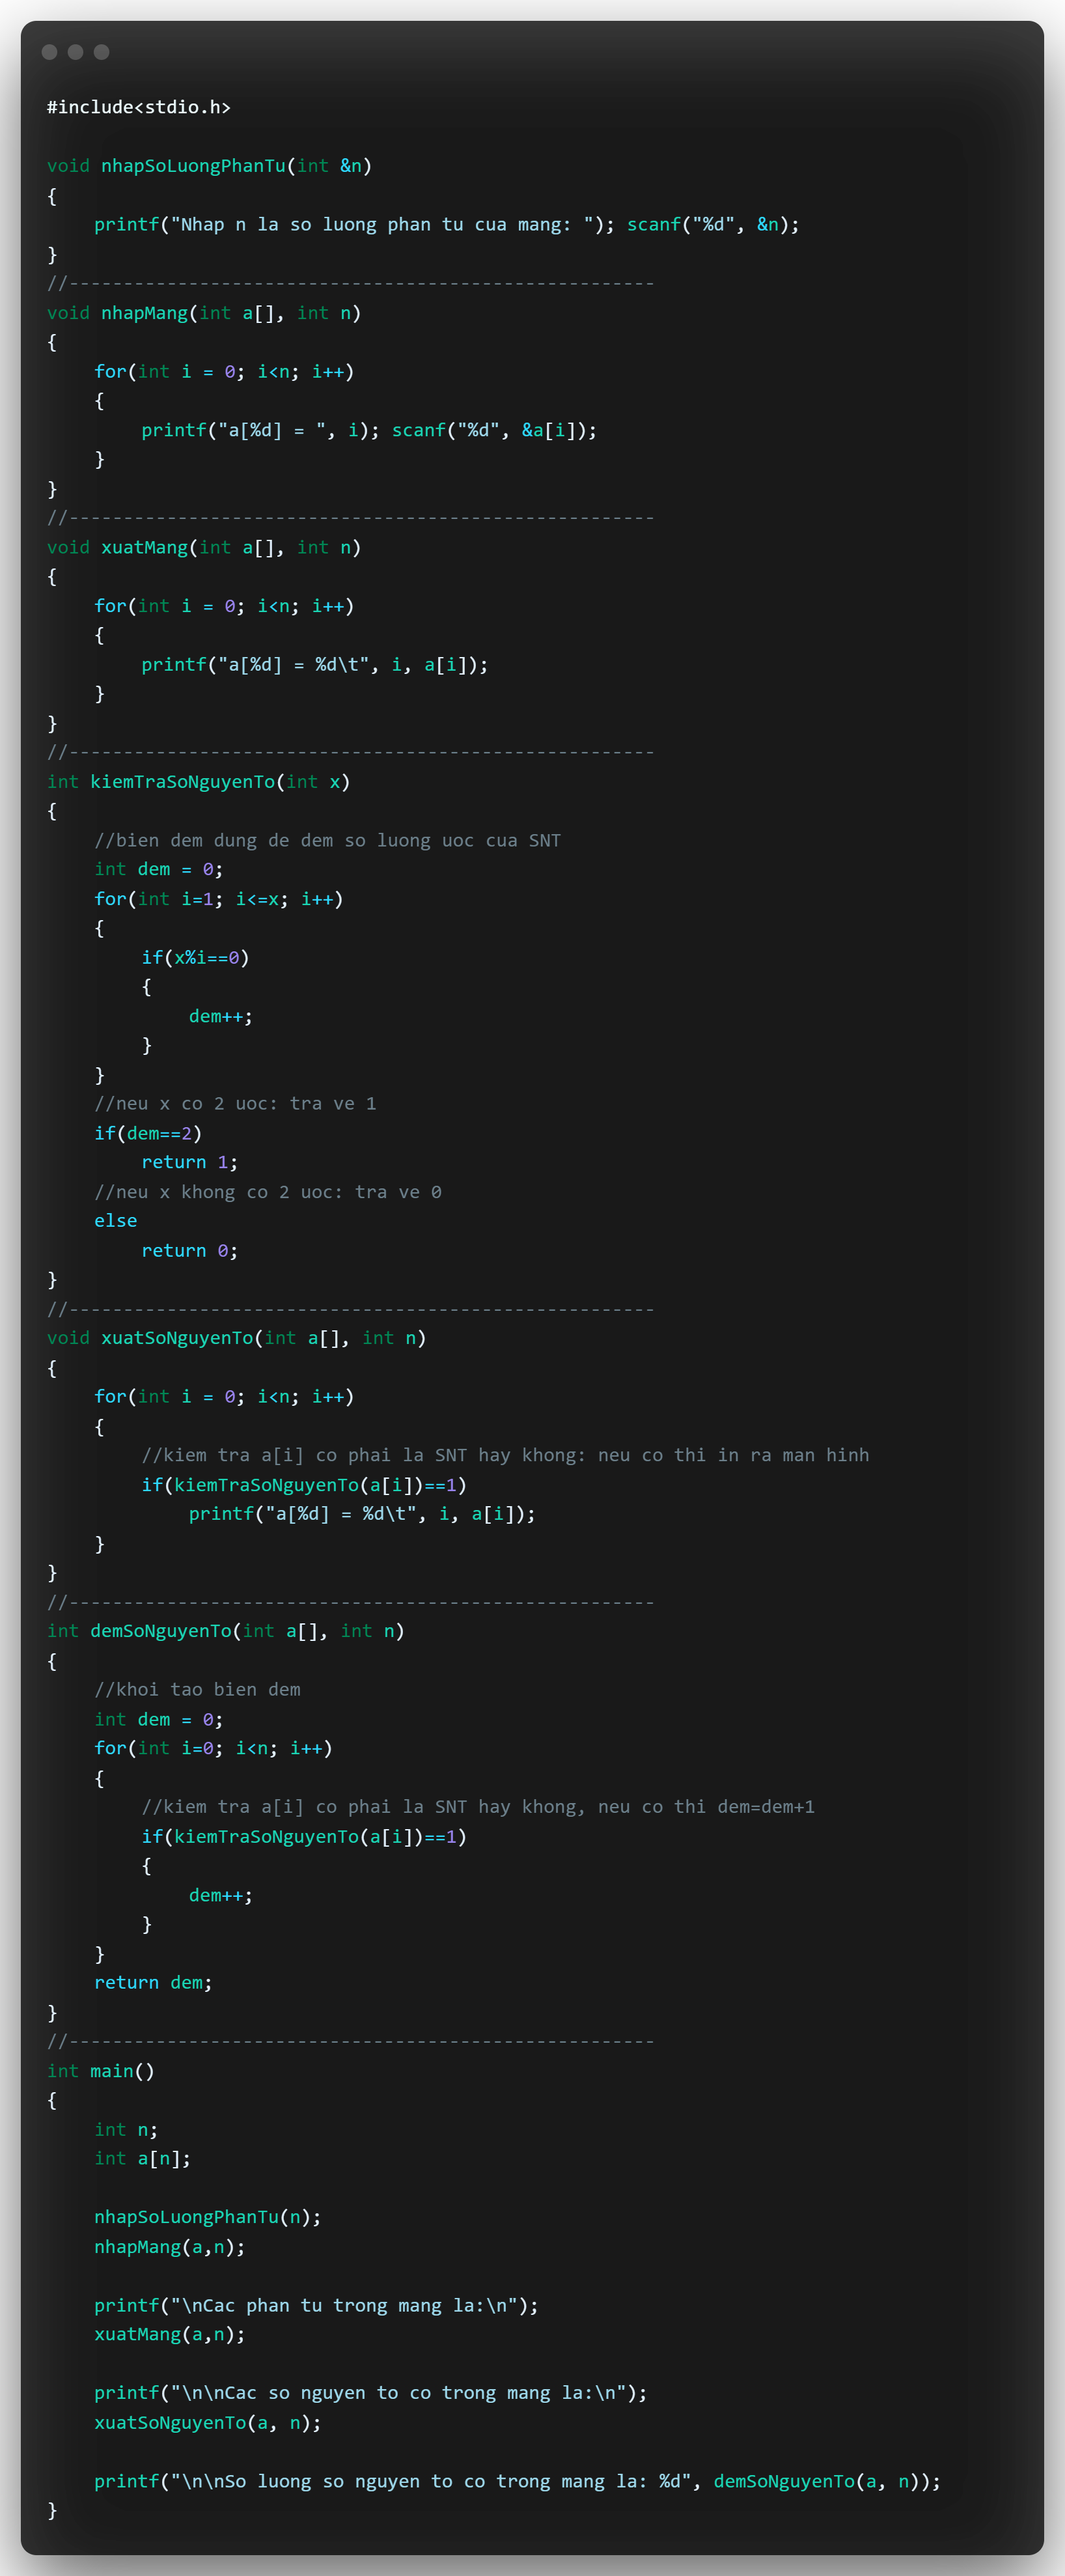 #include<stdio.h>
void nhapSoLuongPhanTu(int &n)
{
printf("Nhap n la so luong phan tu cua mang: "); scanf("%d", &n);
}
//------------------------------------------------------
void nhapMang(int a[], int n)
{
for(int i = 0; i<n; i++)
{
printf("a[%d] = ", i); scanf("%d", &a[i]);
}
}
//------------------------------------------------------
void xuatMang(int a[], int n)
{
for(int i = 0; i<n; i++)
{
printf("a[%d] = %d\t", i, a[i]);
}
}
//------------------------------------------------------
int kiemTraSoNguyenTo(int x)
{
//bien dem dung de dem so luong uoc cua SNT
int dem = 0;
for(int i=1; i<=x; i++)
{
if(x%i==0)
{
dem++;
}
}
//neu x co 2 uoc: tra ve 1
if(dem==2)
return 1;
//neu x khong co 2 uoc: tra ve 0
else
return 0;
}
//------------------------------------------------------
void xuatSoNguyenTo(int a[], int n)
{
for(int i = 0; i<n; i++)
{
//kiem tra a[i] co phai la SNT hay khong: neu co thi in ra man hinh
if(kiemTraSoNguyenTo(a[i])==1)
printf("a[%d] = %d\t", i, a[i]);
}
}
//------------------------------------------------------
int demSoNguyenTo(int a[], int n)
{
//khoi tao bien dem
int dem = 0;
for(int i=0; i<n; i++)
{
//kiem tra a[i] co phai la SNT hay khong, neu co thi dem=dem+1
if(kiemTraSoNguyenTo(a[i])==1)
{
dem++;
}
}
return dem;
}
//------------------------------------------------------
int main()
{
int n;
int a[n];
nhapSoLuongPhanTu(n);
nhapMang(a,n);
printf("\nCac phan tu trong mang la:\n");
xuatMang(a,n);
printf("\n\nCac so nguyen to co trong mang la:\n");
xuatSoNguyenTo(a, n);
printf("\n\nSo luong so nguyen to co trong mang la: %d", demSoNguyenTo(a, n));
}